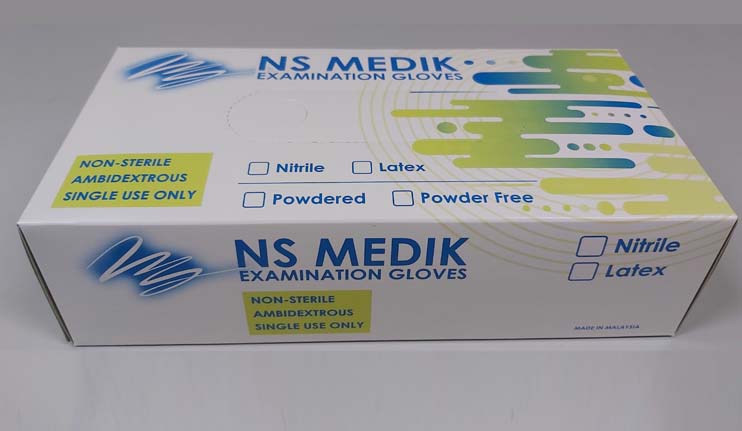 NS MEDIK
EXAMINATION GLOVES
NON-STERILE
AMBIDEXTROUS
SINGLE USE ONLY
Nitrile Latex
Powdered Powder Free
NS MEDIK
EXAMINATION GLOVES
NON-STERILE
AMBIDEXTROUS
SINGLE USE ONLY
Nitrile
Latex
MADE IN MALAYSIA